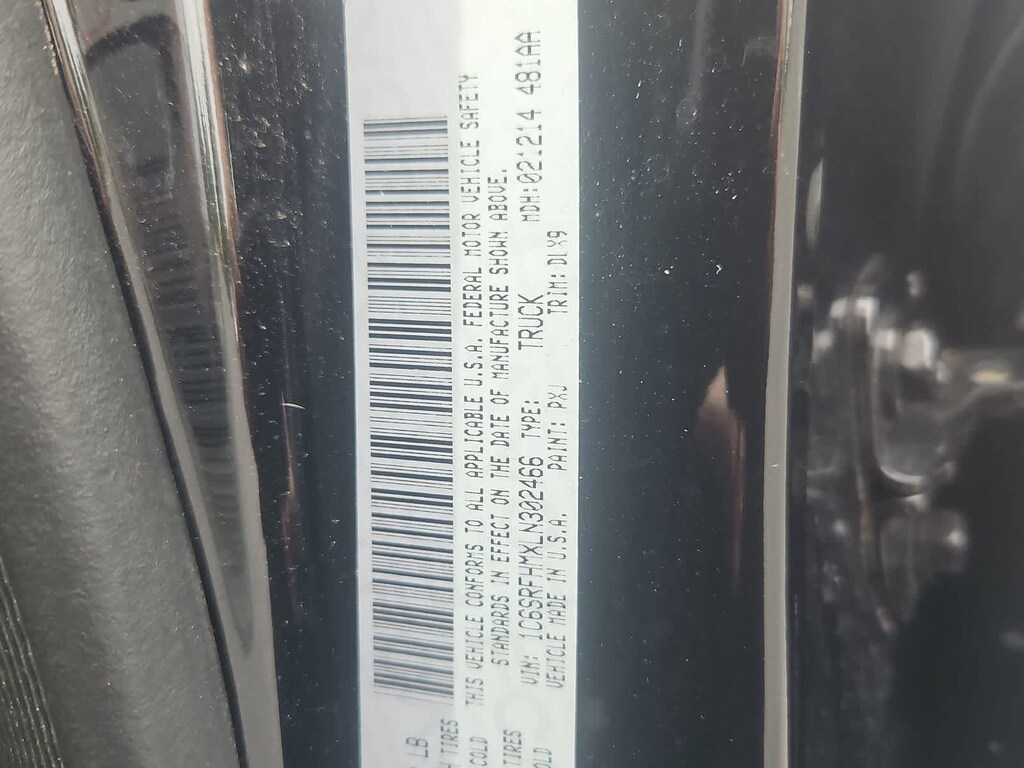 LB
TIRES
COLD THIS VEHICLE CONFORMS TO ALL APPLICABLE U.S.A. FEDERAL MOTOR VEHICLE SAFETY
STANDARDS IN EFFECT ON THE DATE OF MANUFACTURE SHOWN ABOVE.
TIRES VIN: 1C6SRFHMXLN302466 TYPE: TRUCK MDH:021214 481AA
VEHICLE MADE IN U.S.A. PAINT: PXJ TRIM: DLX9